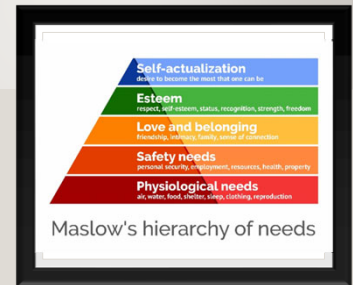 Self-actualization
desire to become the most that one can be
Esteem
respect, self-esteem, status, recognition, strength, freedom
Love and belonging
friendship, intimacy, family, sense of connection
Safety needs
personal security, employment, resources, health, property
Physiological needs
air, water, food, shelter, sleep, clothing, reproduction
Maslow's hierarchy of needs